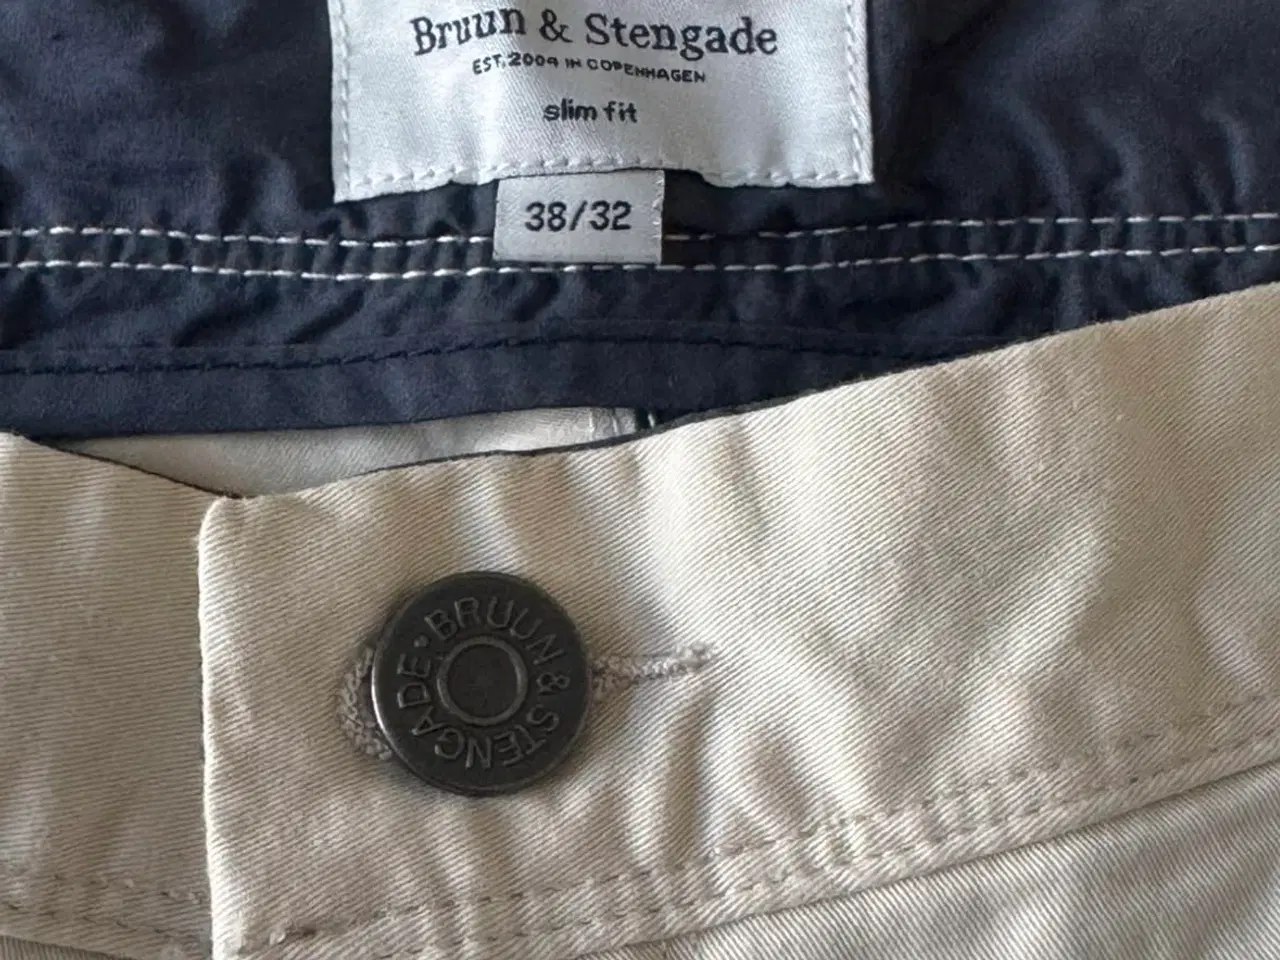 Bruun & Stengade
EST. 2004 IN COPENHAGEN
slim fit
38/32
BRUUN & STENGADE